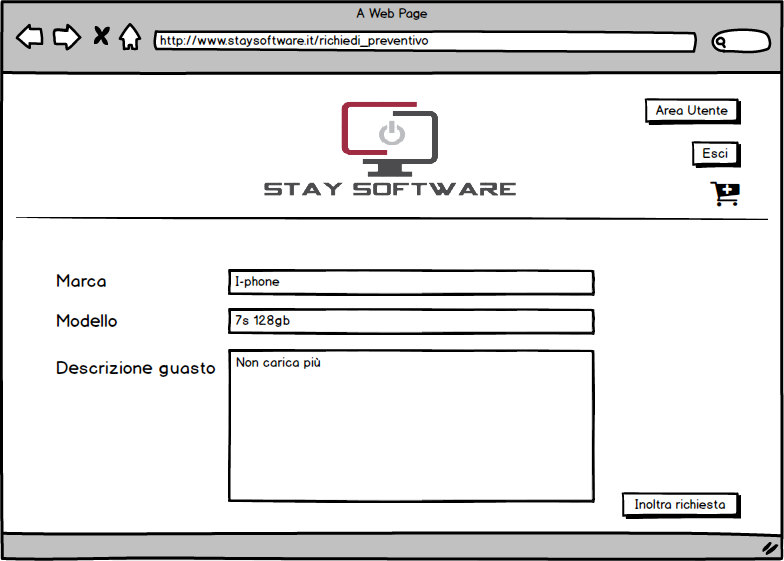 A Web Page
http://www.staysoftware.it/richiedi_preventivo
Area Utente
Esci
STAY SOFTWARE
Marca
I-phone
Modello
7s 128gb
Descrizione guasto
Non carica più
Inoltra richiesta